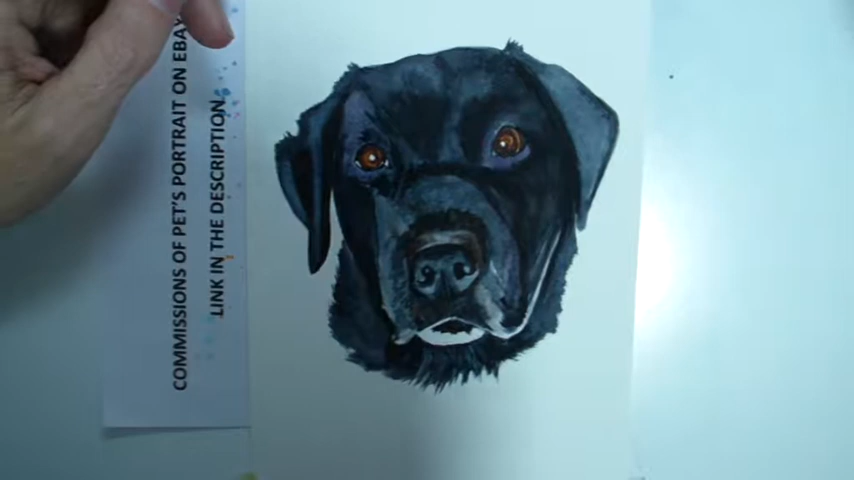 COMMISSIONS OF PET'S PORTRAIT ON EBAY
LINK IN THE DESCRIPTION